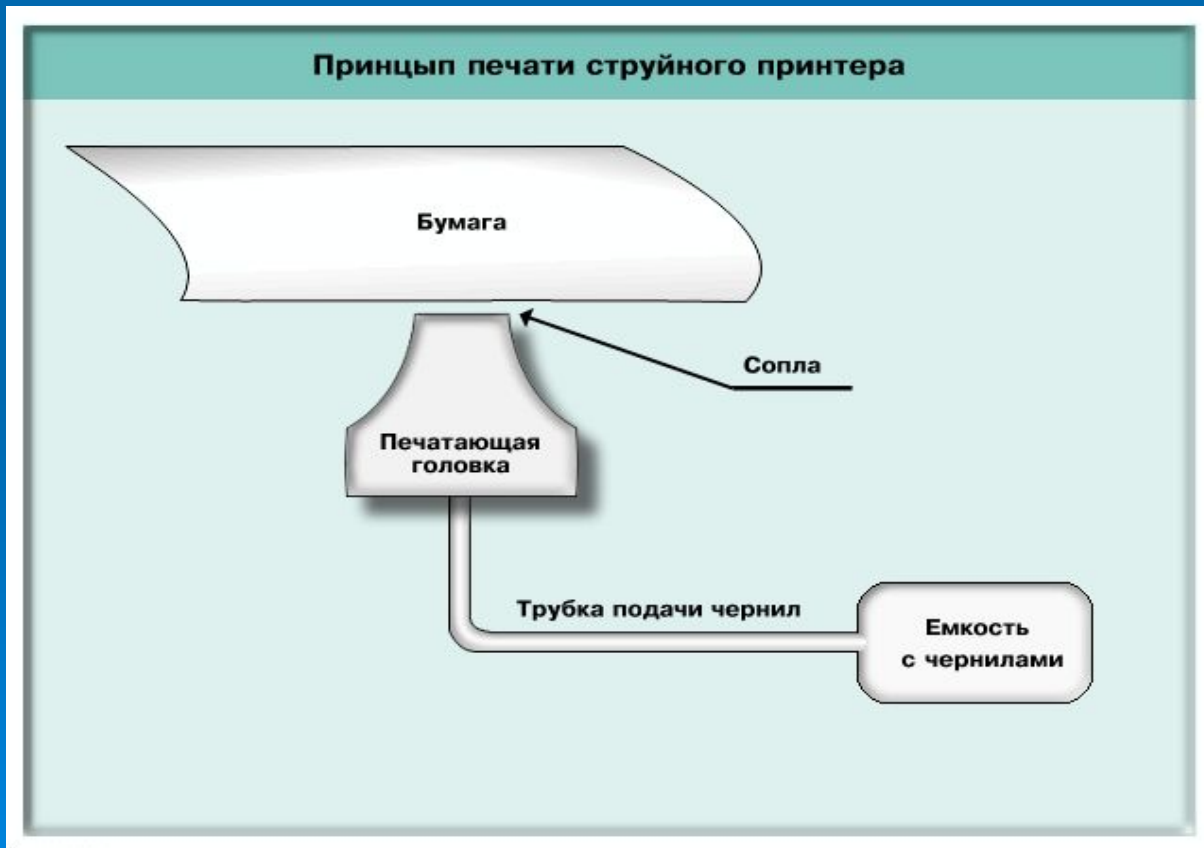 Принцып печати струйного принтера
Бумага
Сопла
Печатающая
головка
Трубка подачи чернил
Емкость
с чернилами